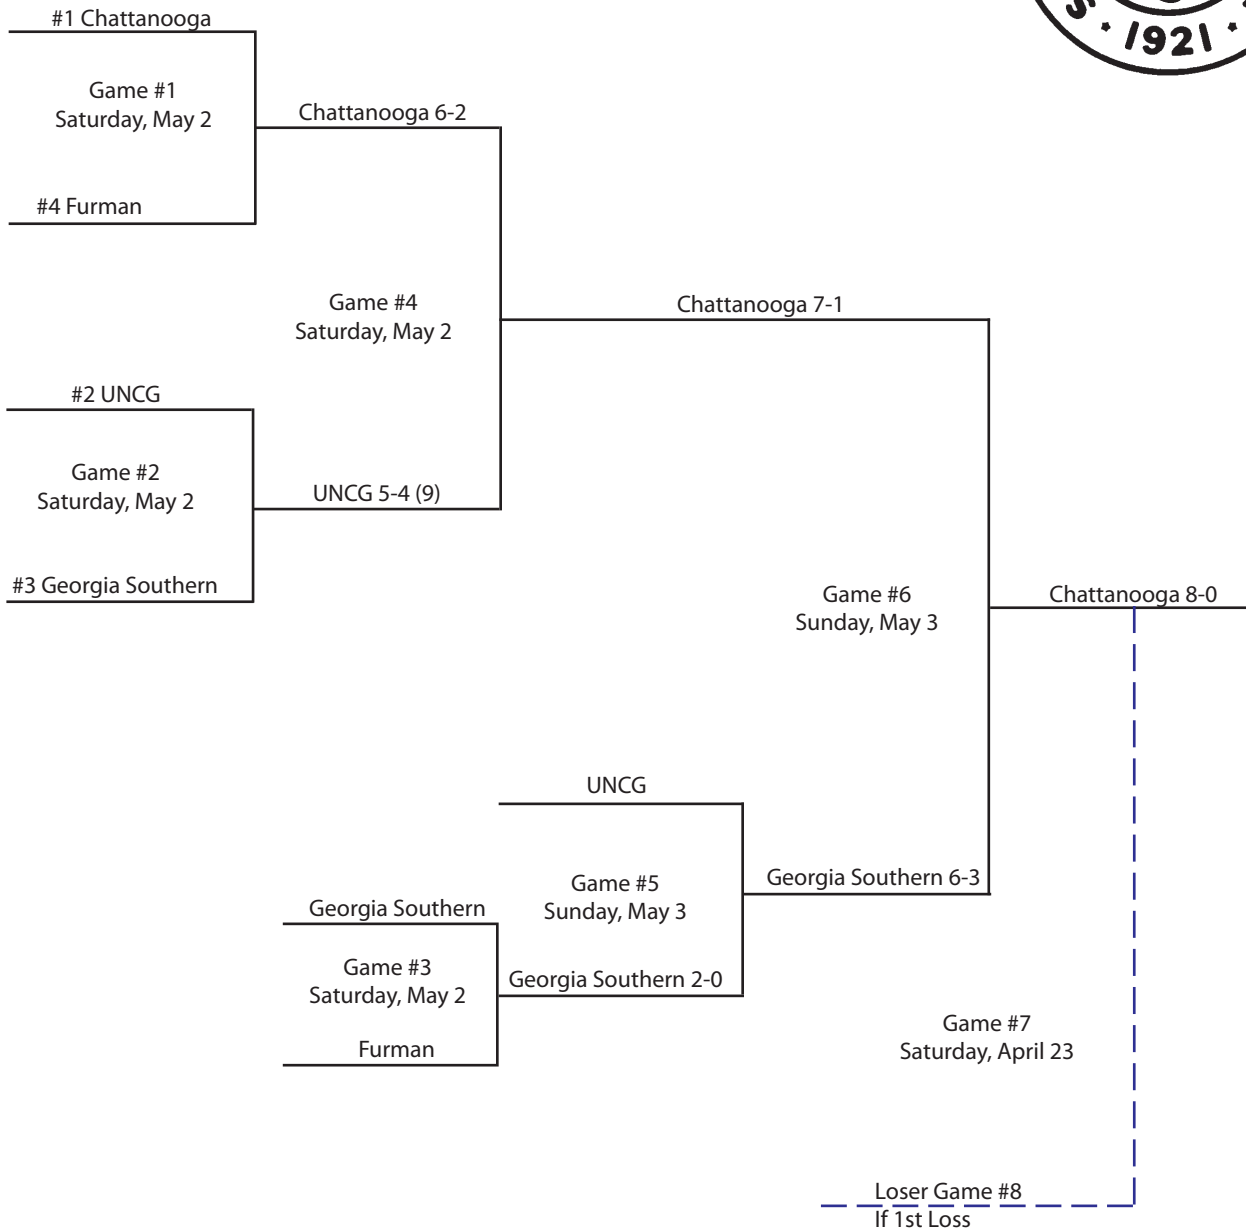 #1 Chattanooga
· 1921 ·
Game #1
Saturday, May 2
Chattanooga 6-2
#4 Furman
Game #4
Saturday, May 2
Chattanooga 7-1
#2 UNCG
Game #2
Saturday, May 2
UNCG 5-4 (9)
#3 Georgia Southern
Game #6
Sunday, May 3
Chattanooga 8-0
UNCG
Game #5
Sunday, May 3
Georgia Southern 6-3
Georgia Southern
Game #3
Saturday, May 2
Georgia Southern 2-0
Furman
Game #7
Saturday, April 23
Loser Game #8
If 1st Loss